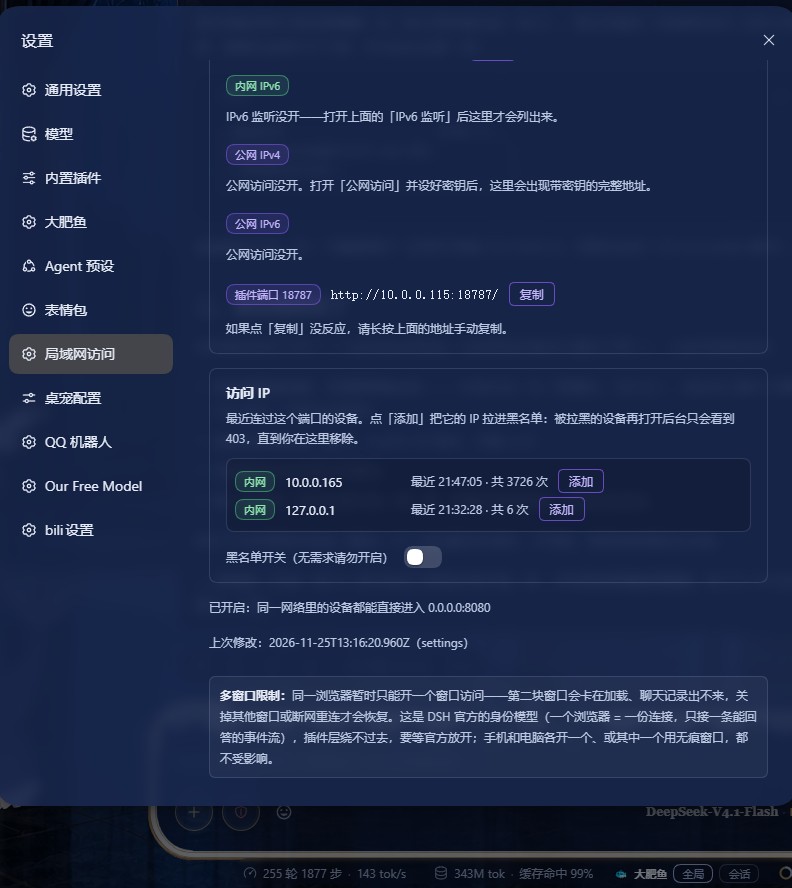 设置
通用设置
模型
内置插件
大肥鱼
Agent 预设
表情包
局域网访问
桌宠配置
QQ 机器人
Our Free Model
bili 设置
内网 IPv6
IPv6 监听没开——打开上面的「IPv6 监听」后这里才会列出来。
公网 IPv4
公网访问没开。打开「公网访问」并设好密钥后，这里会出现带密钥的完整地址。
公网 IPv6
公网访问没开。
插件端口 18787 http://10.0.0.115:18787/ 复制
如果点「复制」没反应，请长按上面的地址手动复制。
访问 IP
最近连过这个端口的设备。点「添加」把它的 IP 拉进黑名单：被拉黑的设备再打开后台只会看到
403，直到你在这里移除。
内网 10.0.0.165 最近 21:47:05 · 共 3726 次 添加
内网 127.0.0.1 最近 21:32:28 · 共 6 次 添加
黑名单开关（无需求请勿开启）
已开启：同一网络里的设备都能直接进入 0.0.0.0:8080
上次修改：2026-11-25T13:16:20.960Z（settings）
多窗口限制：同一浏览器暂时只能开一个窗口访问——第二块窗口会卡在加载、聊天记录出不来，关
掉其他窗口或断网重连才会恢复。这是 DSH 官方的身份模型（一个浏览器 = 一份连接，只接一条能回
答的事件流），插件层绕不过去，要等官方放开；手机和电脑各开一个、或其中一个用无痕窗口，都
不受影响。
DeepSeek-V4.1-Flash
255 轮 1877 步 · 143 tok/s 343M tok · 缓存命中 99% 大肥鱼 全局 会话